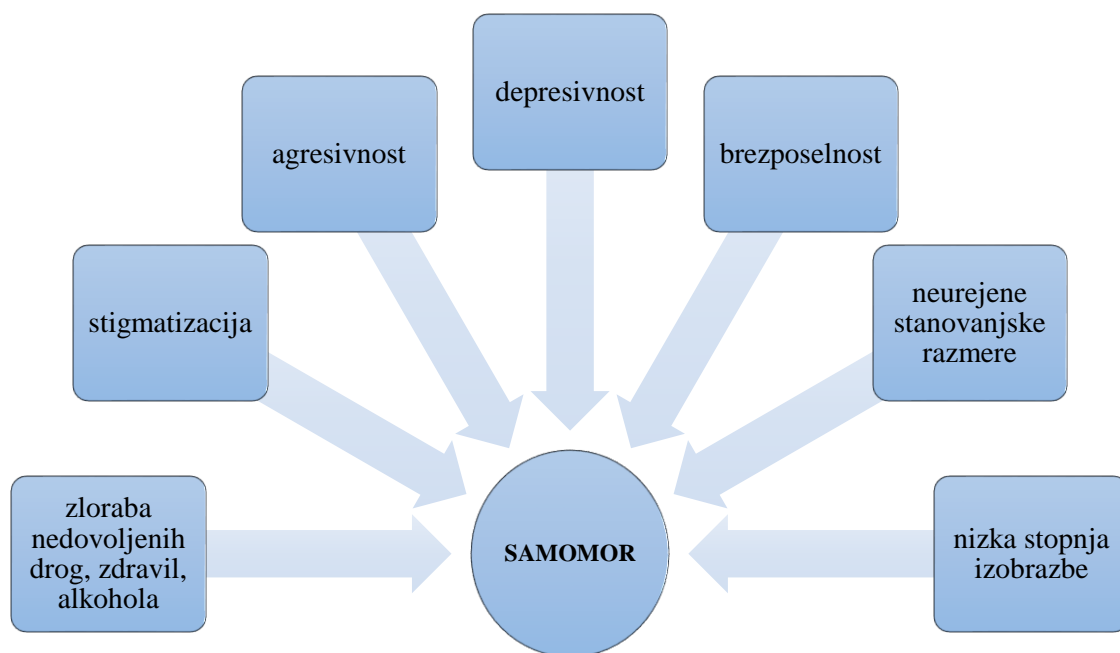 depresivnost
agresivnost
brezposelnost
stigmatizacija
neurejene
stanovanjske
razmere
zloraba
nedovoljenih
drog, zdravil,
alkohola
SAMOMOR
nizka stopnja
izobrazbe